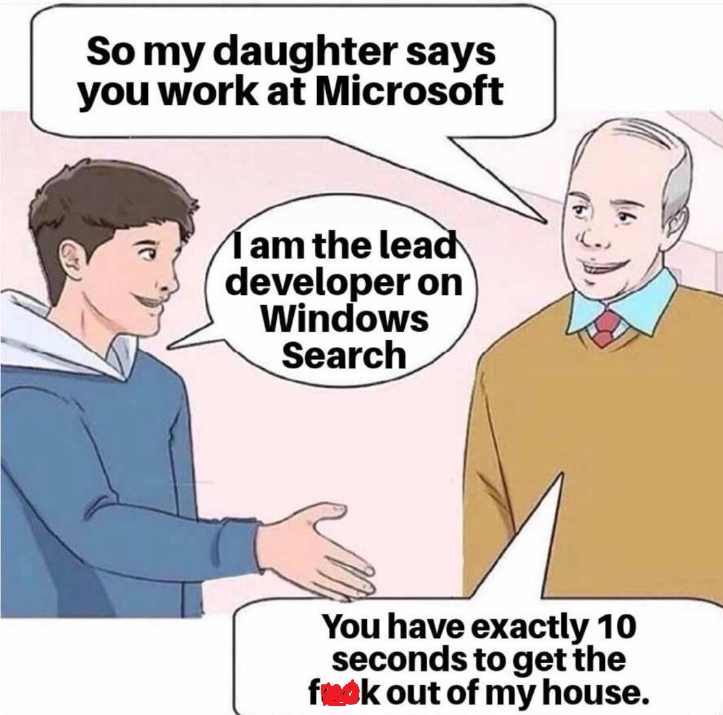 So my daughter says
you work at Microsoft
I am the lead
developer on
Windows
Search
You have exactly 10
seconds to get the
f k out of my house.